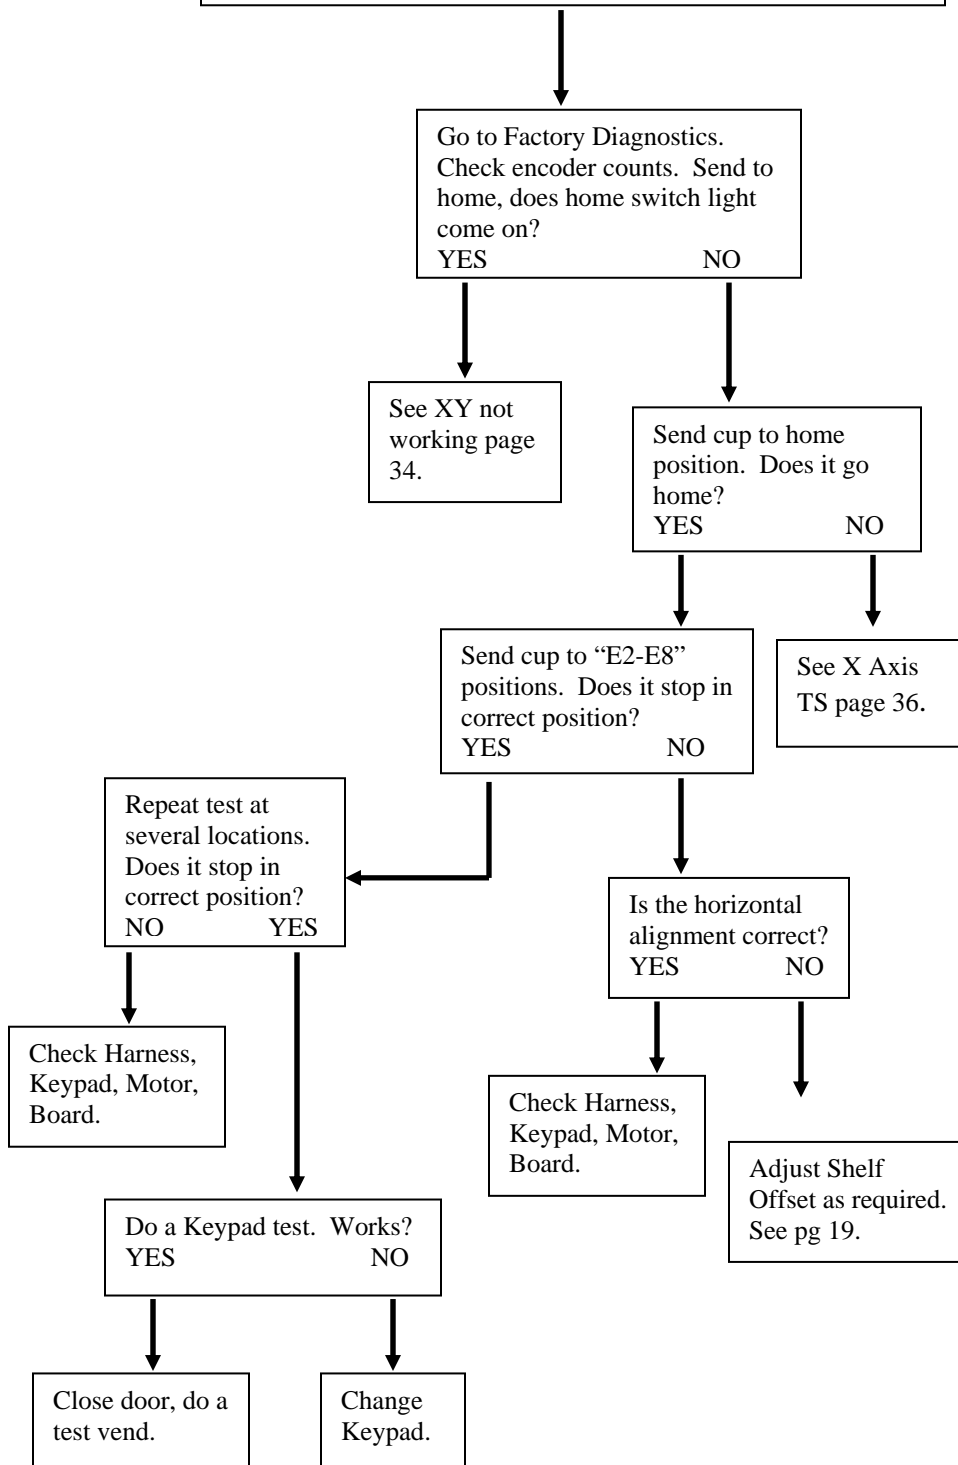 Go to Factory Diagnostics.
Check encoder counts.  Send to
home, does home switch light
come on?
YES NO
See XY not
working page
34.
Send cup to home
position.  Does it go
home?
YES NO
Send cup to “E2-E8”
positions.  Does it stop in
correct position?
YES NO
See X Axis
TS page 36.
Repeat test at
several locations.
Does it stop in
correct position?
NO YES
Is the horizontal
alignment correct?
YES NO
Check Harness,
Keypad, Motor,
Board.
Check Harness,
Keypad, Motor,
Board.
Adjust Shelf
Offset as required.
See pg 19.
Do a Keypad test.  Works?
YES NO
Close door, do a
test vend.
Change
Keypad.